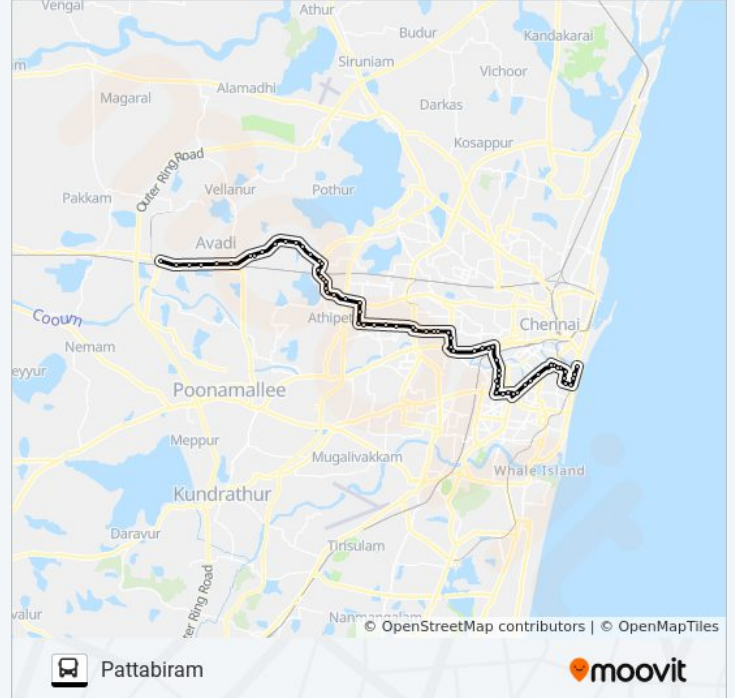 Vengal
Athur
Budur
Kandakarai
Siruniam
Vichoor
Alamadhi
Magaral
Darkas
Kosappur
Outer Ring Road
Vellanur
Pothur
Pakkam
Avadi
Cooum
Athipet
Chennai
Nemam
eyyur
Poonamallee
Meppur
Mugalivakkam
Whale Island
Kundrathur
Daravur
Tirisulam
ter Ring Road
valur
Nanmangalam
© OpenStreetMap contributors | © OpenMapTiles
Pattabiram
moovit